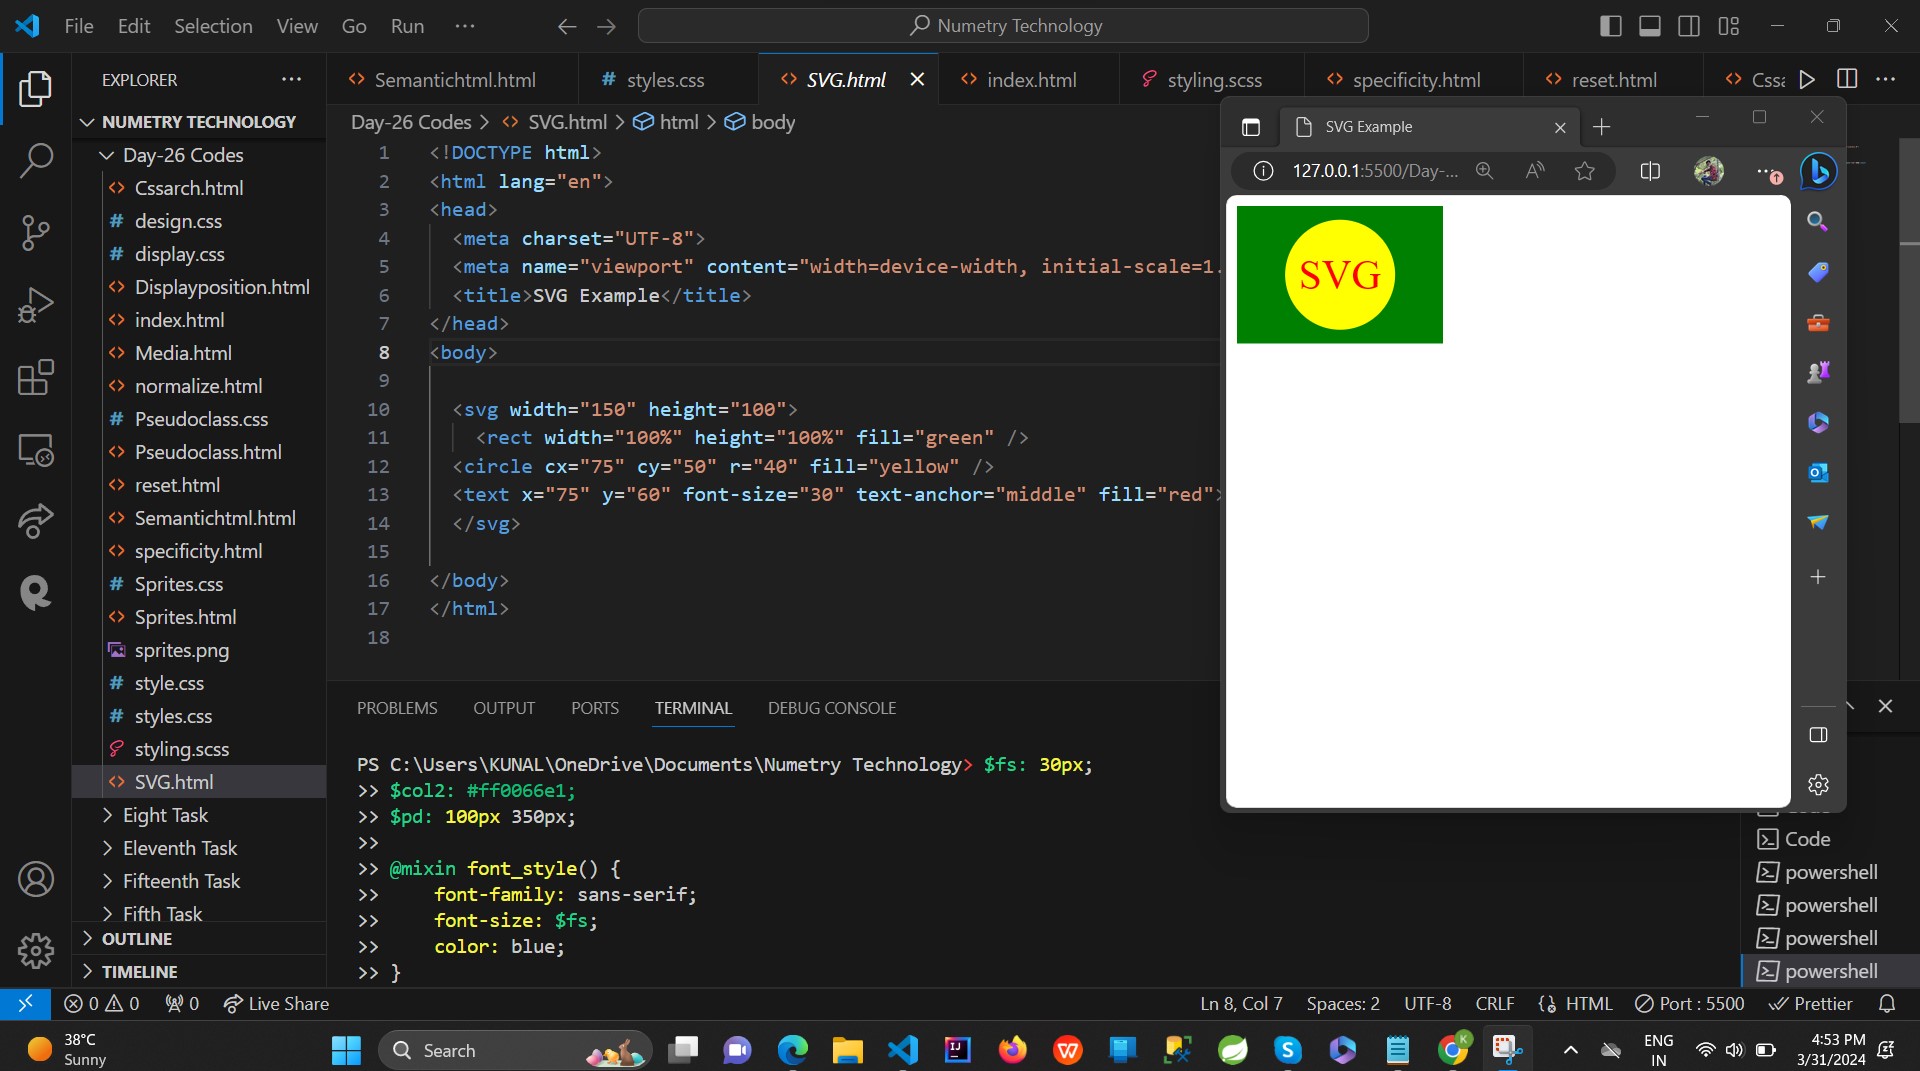 File Edit Selection View Go Run ···
Numetry Technology
EXPLORER ···
NUMETRY TECHNOLOGY
Day-26 Codes
Cssarch.html
# design.css
# display.css
Displayposition.html
index.html
Media.html
normalize.html
# Pseudoclass.css
Pseudoclass.html
reset.html
Semantichtml.html
specificity.html
# Sprites.css
Sprites.html
sprites.png
# style.css
# styles.css
styling.scss
SVG.html
Eight Task
Eleventh Task
Fifteenth Task
Fifth Task
OUTLINE
TIMELINE
Semantichtml.html # styles.css SVG.html index.html styling.scss specificity.html reset.html
Day-26 Codes > SVG.html > html > body
1 <!DOCTYPE html>
2 <html lang="en">
3 <head>
4 <meta charset="UTF-8">
5 <meta name="viewport" content="width=device-width, initial-scale=1.
6 <title>SVG Example</title>
7 </head>
8 <body>
9
10 <svg width="150" height="100">
11 <rect width="100%" height="100%" fill="green" />
12 <circle cx="75" cy="50" r="40" fill="yellow" />
13 <text x="75" y="60" font-size="30" text-anchor="middle" fill="red">
14 </svg>
15
16 </body>
17 </html>
18
SVG Example
127.0.0.1:5500/Day-...
SVG
PROBLEMS OUTPUT PORTS TERMINAL DEBUG CONSOLE
PS C:\Users\KUNAL\OneDrive\Documents\Numetry Technology> $fs: 30px;
>> $col2: #ff0066e1;
>> $pd: 100px 350px;
>>
>> @mixin font_style() {
>> font-family: sans-serif;
>> font-size: $fs;
>> color: blue;
>> }
Code
powershell
powershell
powershell
powershell
0 0 0 Live Share
Ln 8, Col 7 Spaces: 2 UTF-8 CRLF HTML Port : 5500 Prettier
38°C
Sunny
Search
ENG
IN
4:53 PM
3/31/2024